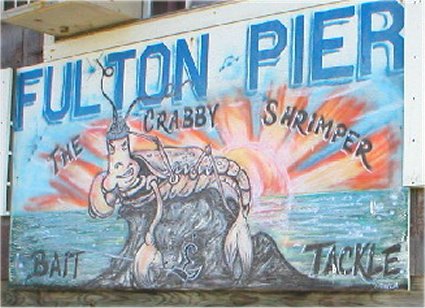 FULTON PIER
THE CRABBY SHRIMPER
BAIT TACKLE